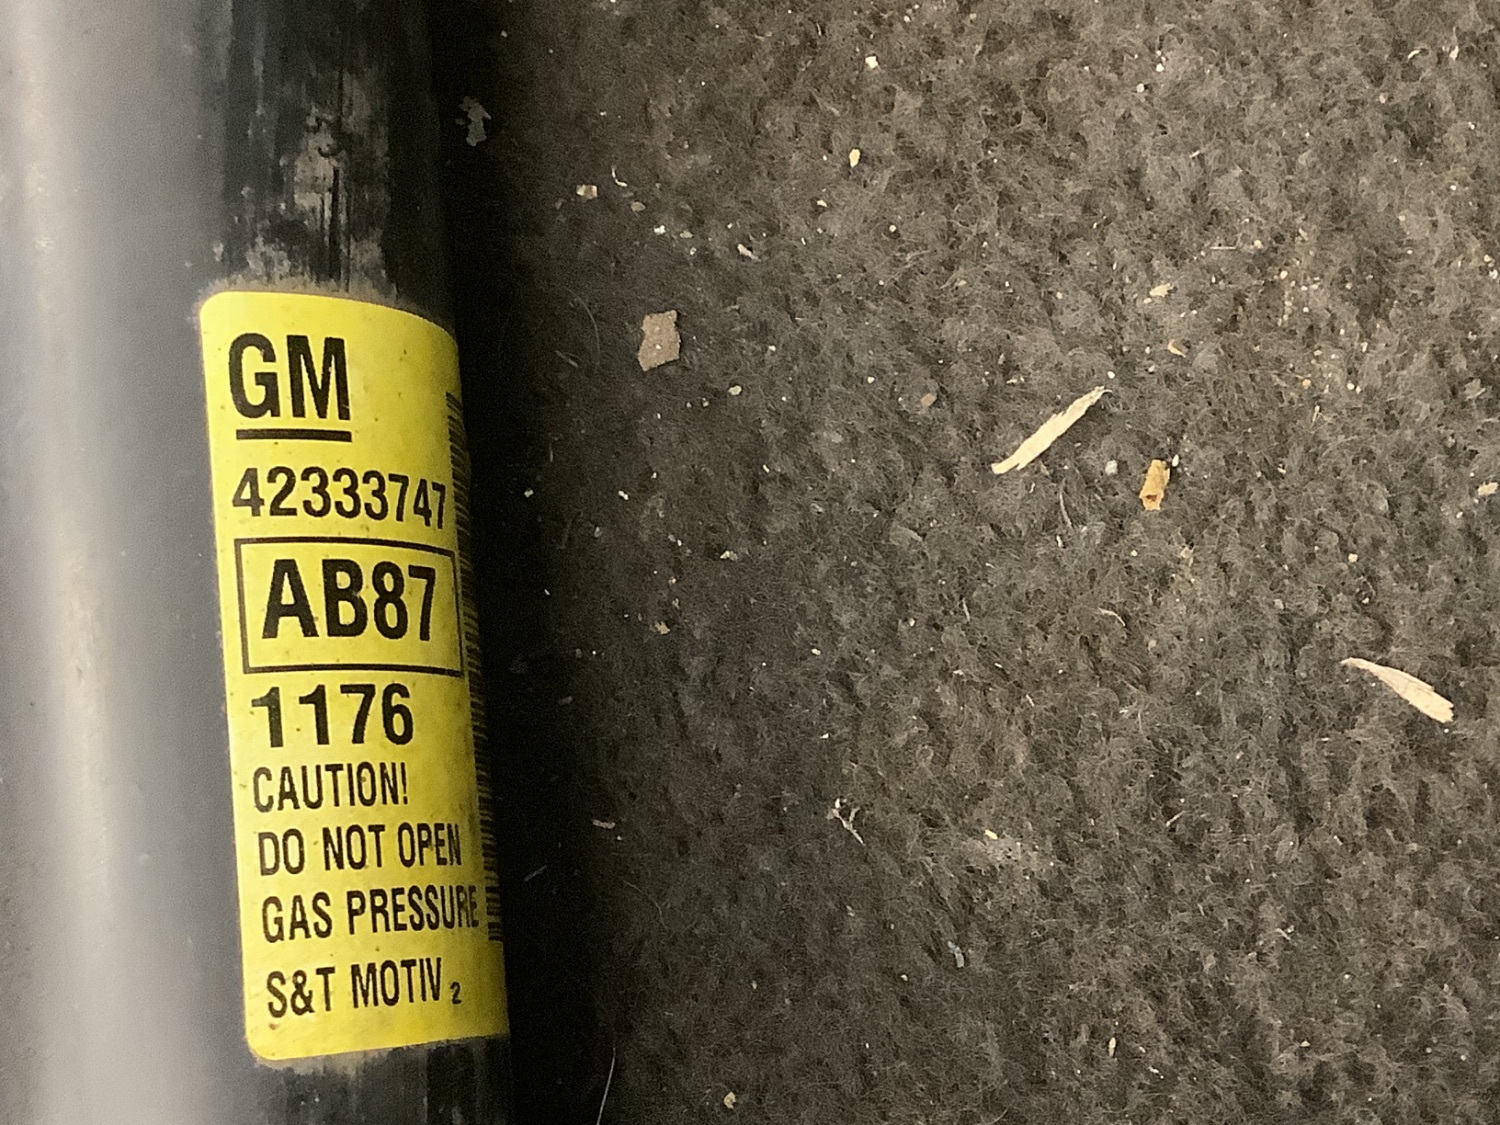 GM
42333747
AB87
1176
CAUTION!
DO NOT OPEN
GAS PRESSURE
S&T MOTIV 2